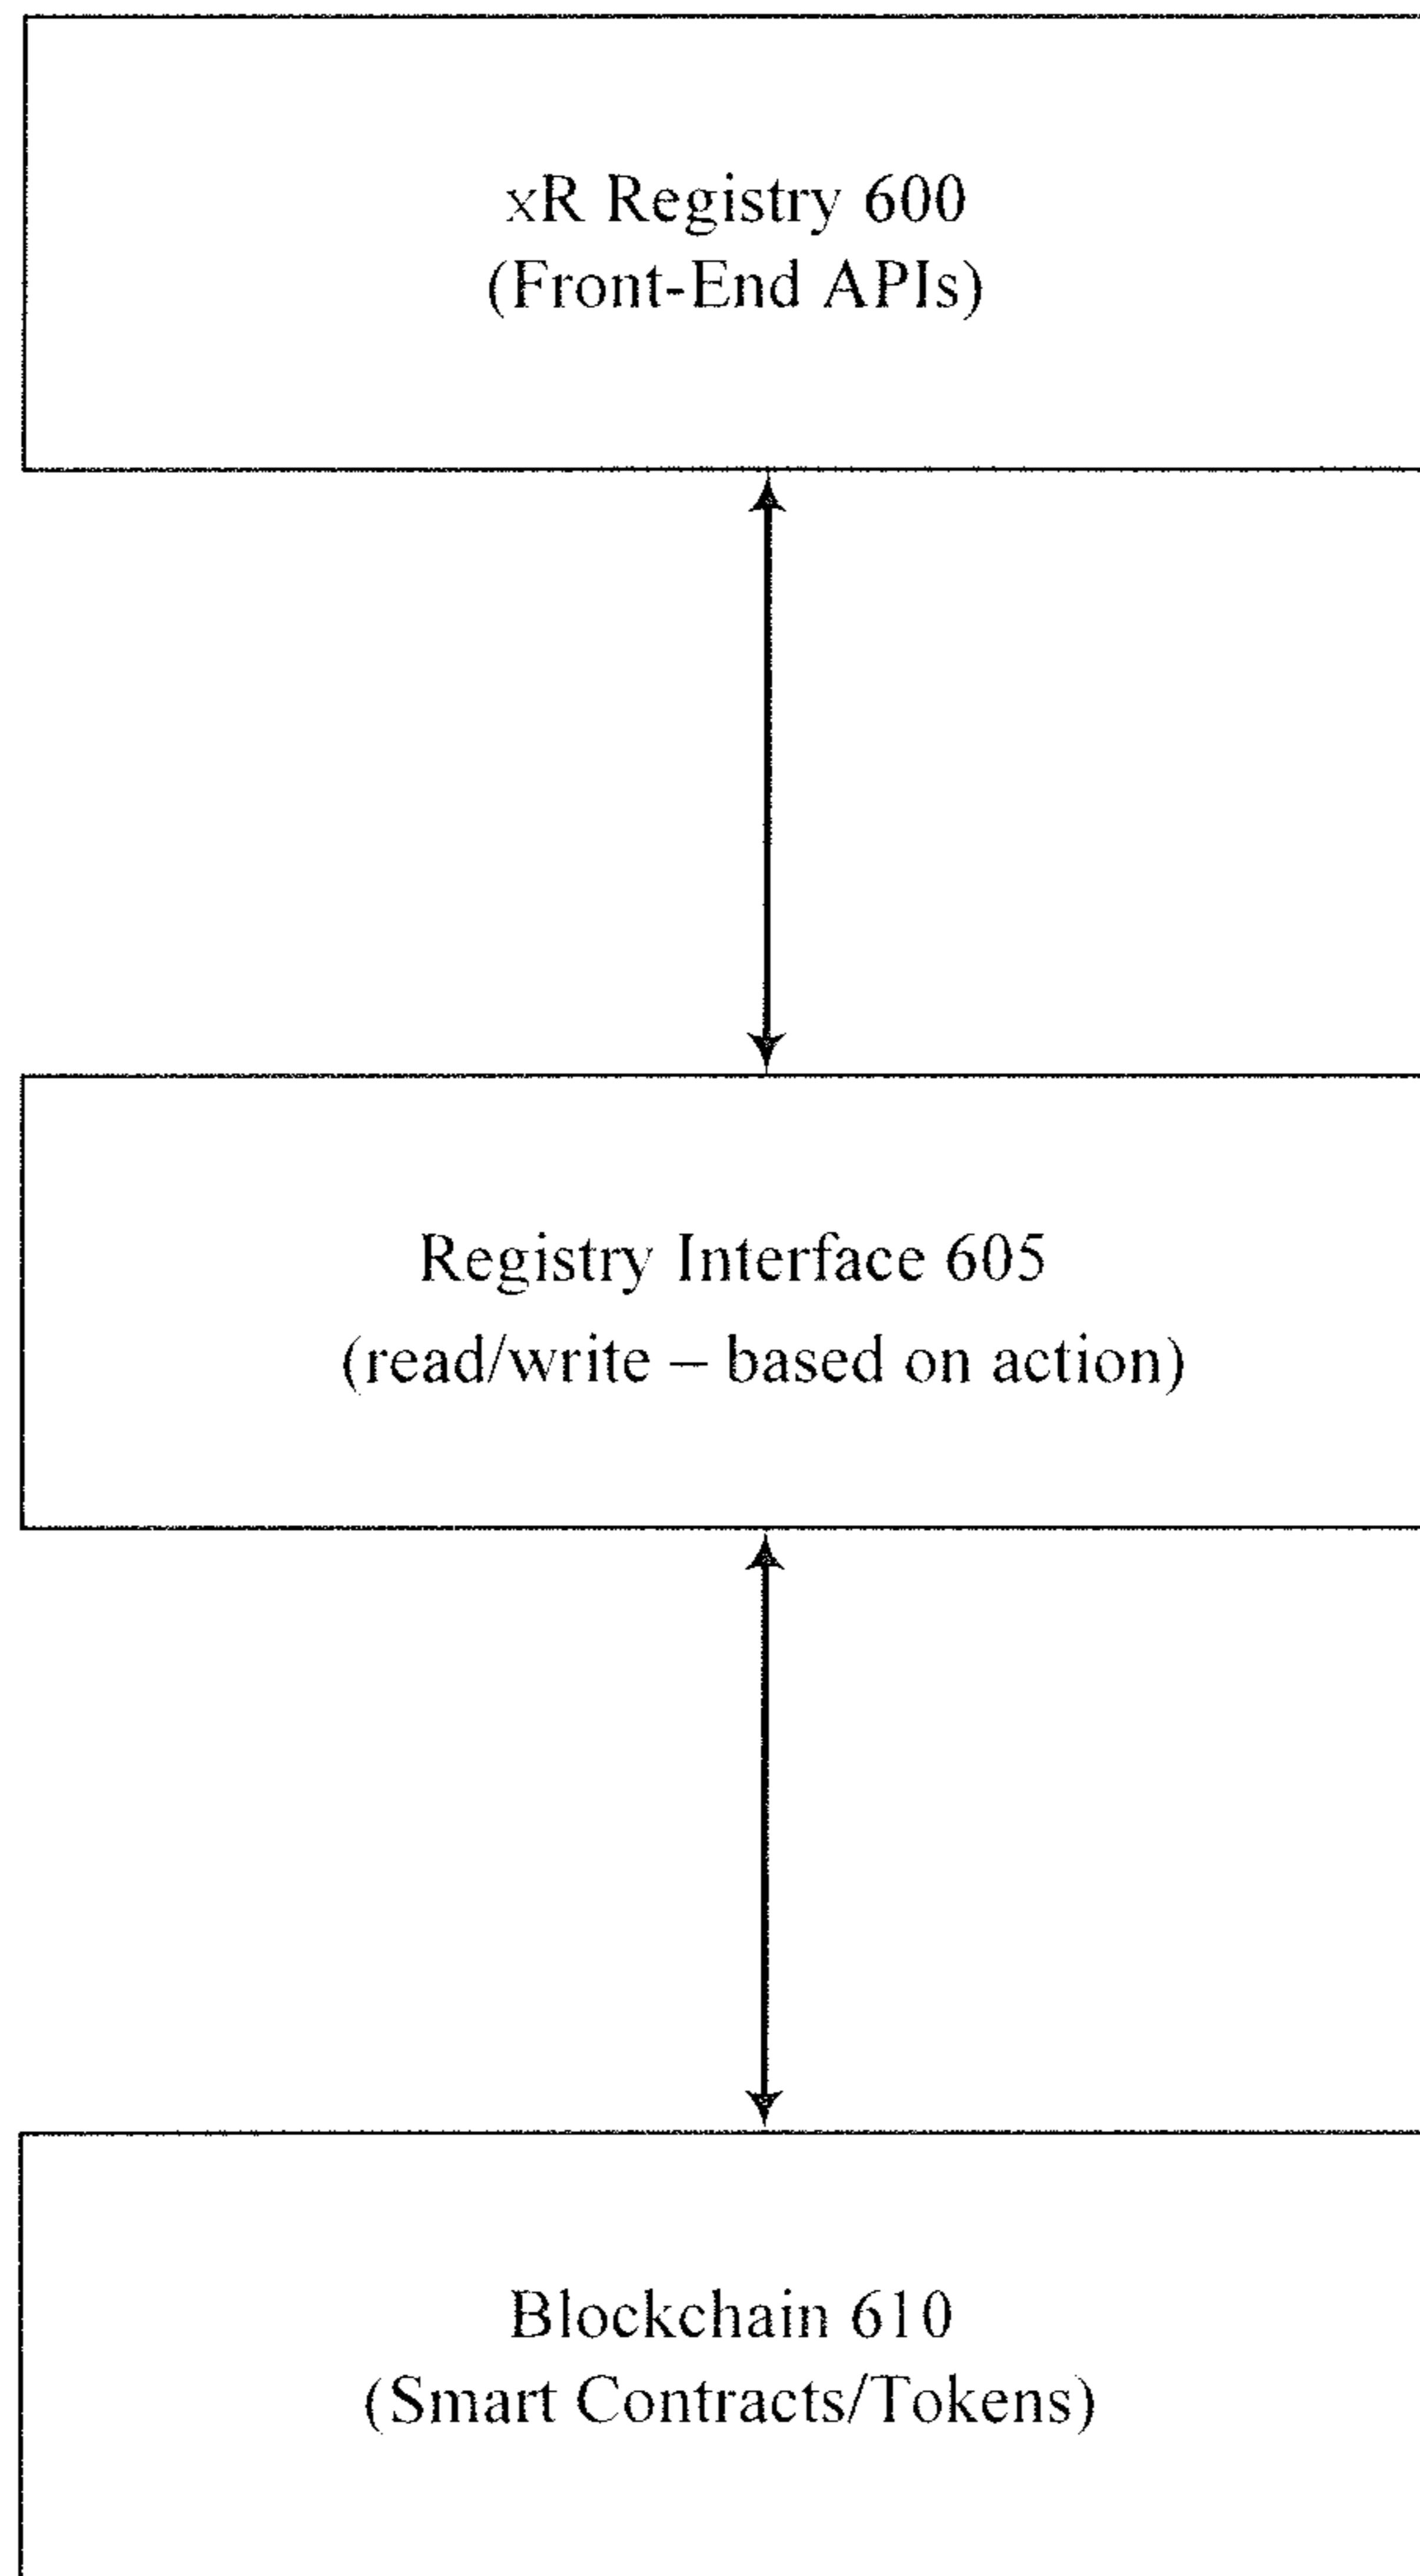 xR Registry 600
(Front-End APIs)
Registry Interface 605
(read/write – based on action)
Blockchain 610
(Smart Contracts/Tokens)